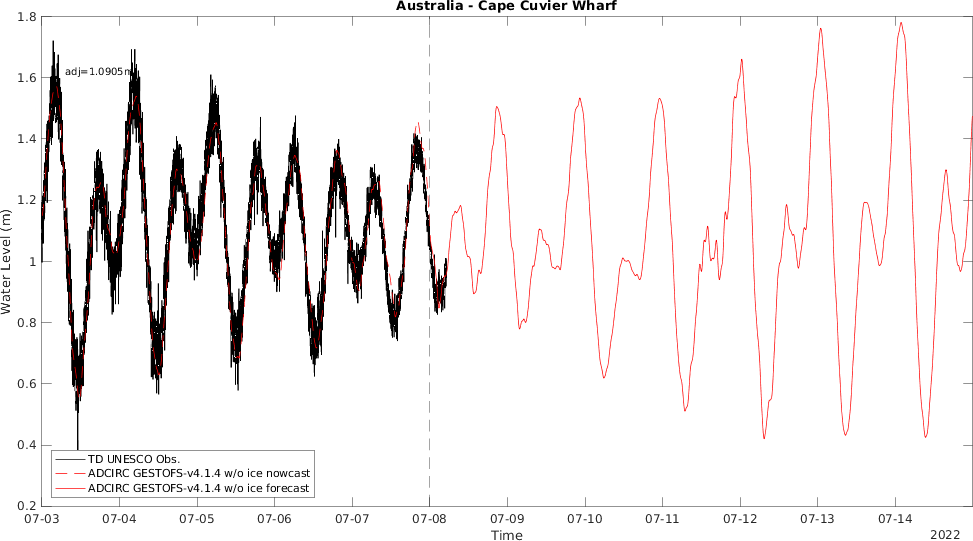 Australia - Cape Cuvier Wharf
1.8
1.6
1.4
1.2
1
0.8
0.6
0.4
0.2
Water Level (m)
adj=1.0905m
TD UNESCO Obs.
ADCIRC GESTOFS-v4.1.4 w/o ice nowcast
ADCIRC GESTOFS-v4.1.4 w/o ice forecast
07-03 07-04 07-05 07-06 07-07 07-08 07-09 07-10 07-11 07-12 07-13 07-14
Time
2022